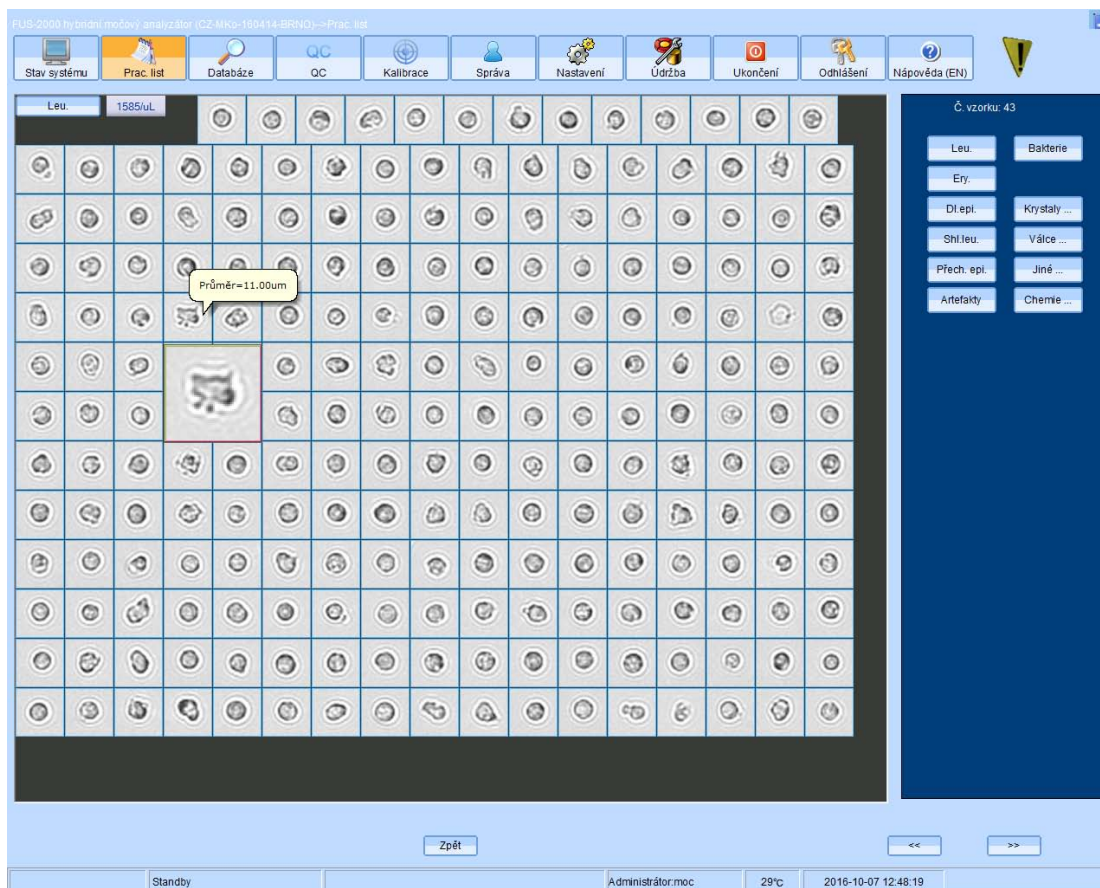 FUS-2000 hybridní močový analyzátor (CZ-MKb-160414-BRNO)-->Prac. list
Stav systému
Prac. list
Databáze
QC
QC
Kalibrace
Správa
Nastavení
Údržba
Ukončení
Odhlášení
Nápověda (EN)
Leu.
1585/uL
Průměr=11.00um
Č. vzorku: 43
Leu.
Bakterie
Ery.
Dl.epi.
Krystaly ...
Shl.leu.
Válce ...
Přech. epi.
Jiné ...
Artefakty
Chemie ...
Zpět
<<
>>
Standby
Administrátor:moc
29℃
2016-10-07 12:48:19